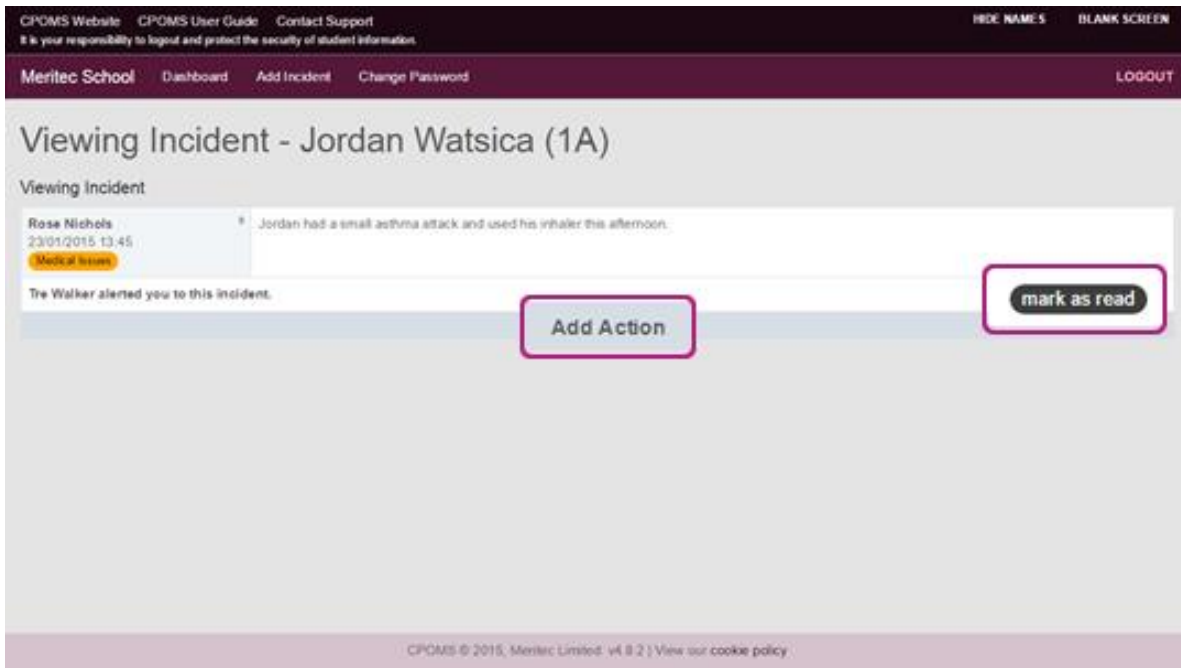 CPOMS Website CPOMS User Guide Contact Support HIDE NAMES BLANK SCREEN
It is your responsibility to logout and protect the security of student information.
Meritec School Dashboard Add Incident Change Password LOGOUT
Viewing Incident - Jordan Watsica (1A)
Viewing Incident
Rose Nichols Jordan had a small asthma attack and used his inhaler this afternoon.
23/01/2015 13:45
Medical Issues
Tre Walker alerted you to this incident.
mark as read
Add Action
CPOMS © 2015, Meritec Limited. v4.8.2 | View our cookie policy